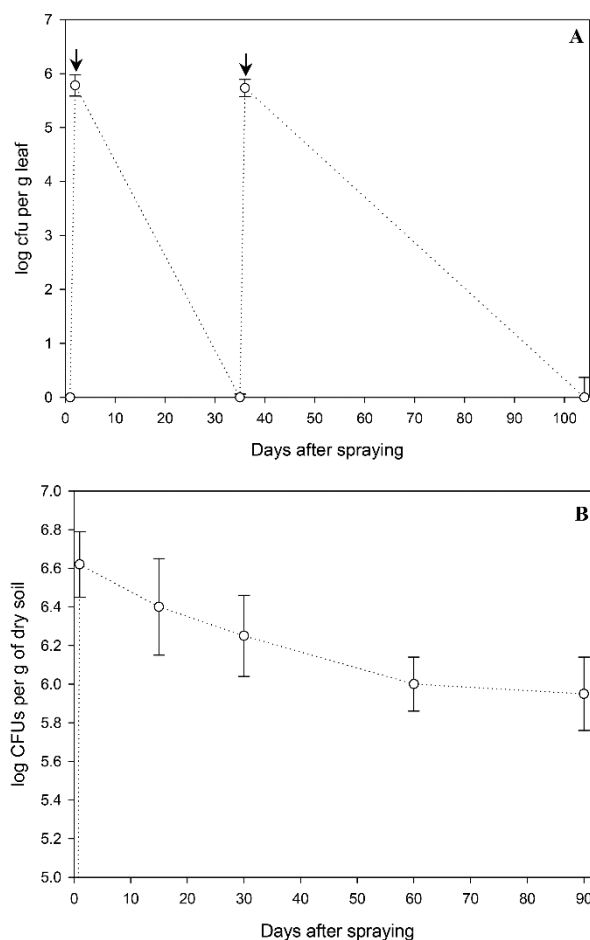 A
7
6
5
4
3
2
1
0
log cfu per g leaf
0 10 20 30 40 50 60 70 80 90 100
Days after spraying
B
7.0
6.8
6.6
6.4
6.2
6.0
5.8
5.6
5.4
5.2
5.0
log CFUs per g of dry soil
0 10 20 30 40 50 60 70 80 90
Days after spraying